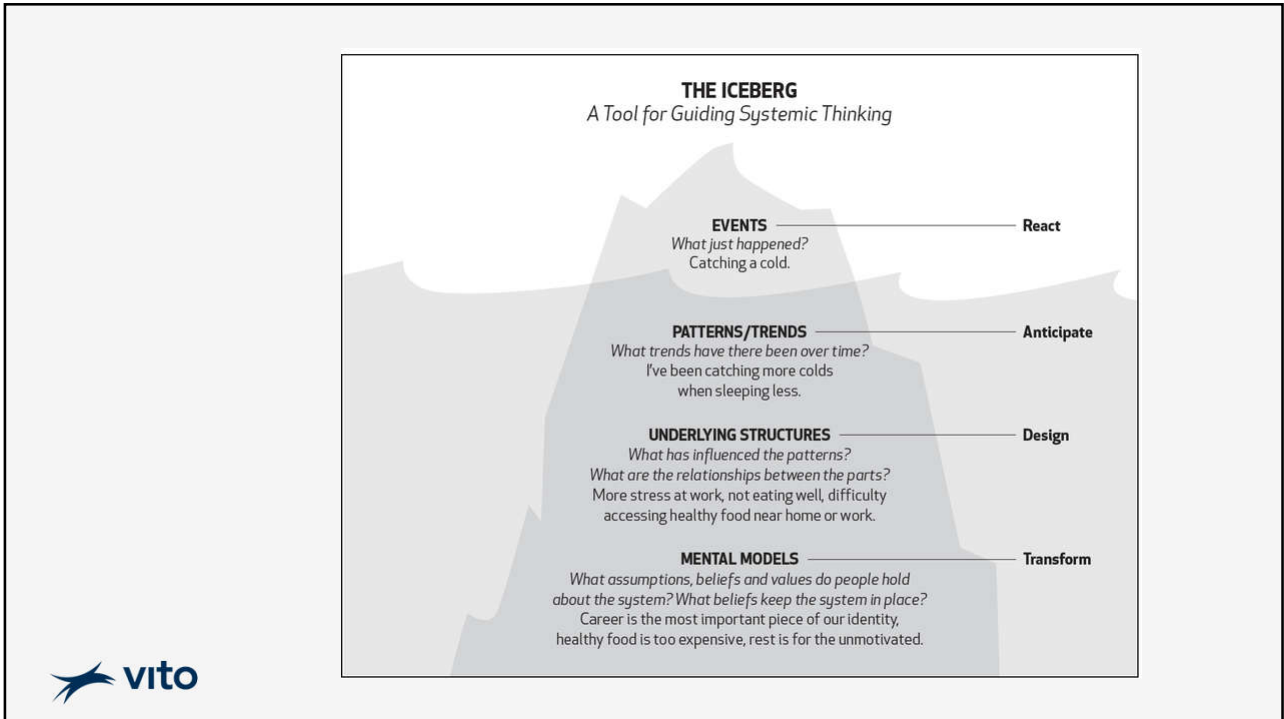 THE ICEBERG
A Tool for Guiding Systemic Thinking
EVENTS
React
What just happened?
Catching a cold.
PATTERNS/TRENDS
Anticipate
What trends have there been over time?
I've been catching more colds
when sleeping less.
UNDERLYING STRUCTURES
Design
What has influenced the patterns?
What are the relationships between the parts?
More stress at work, not eating well, difficulty
accessing healthy food near home or work.
MENTAL MODELS
Transform
What assumptions, beliefs and values do people hold
about the system? What beliefs keep the system in place?
Career is the most important piece of our identity,
healthy food is too expensive, rest is for the unmotivated.
vito